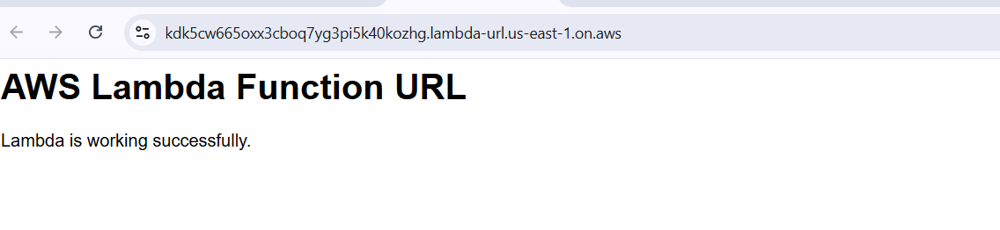 kdk5cw665oxx3cboq7yg3pi5k40kozhg.lambda-url.us-east-1.on.aws
AWS Lambda Function URL
Lambda is working successfully.